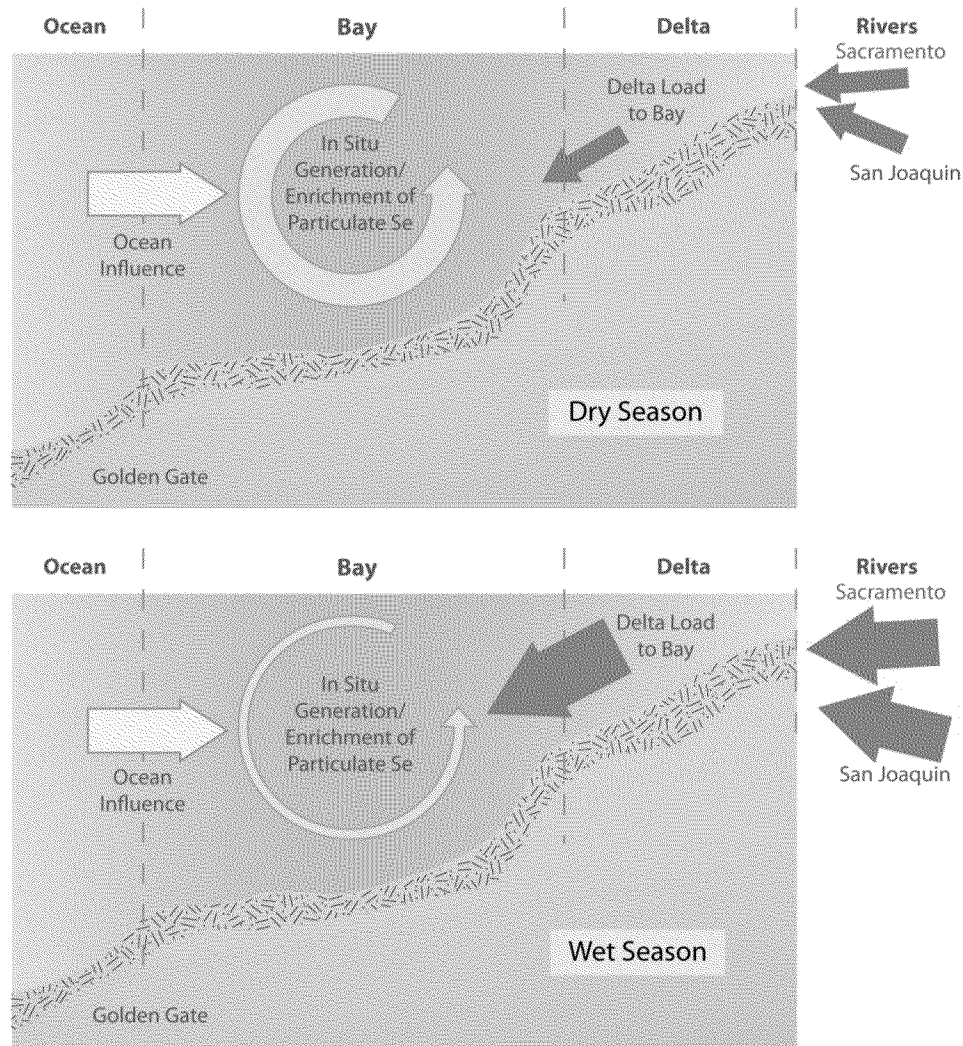 Ocean Bay Delta Rivers
Sacramento
San Joaquin
Delta Load
to Bay
In Situ
Generation/
Enrichment of
Particulate Se
Ocean
Influence
Dry Season
Golden Gate
Ocean Bay Delta Rivers
Sacramento
San Joaquin
Delta Load
to Bay
In Situ
Generation/
Enrichment of
Particulate Se
Ocean
Influence
Wet Season
Golden Gate